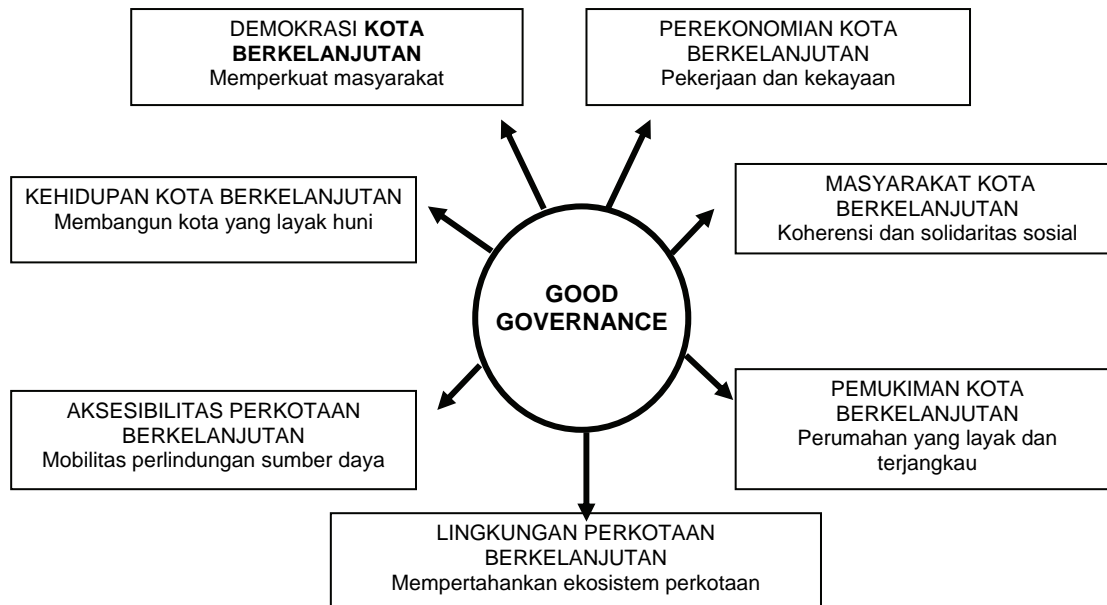 DEMOKRASI KOTA
BERKELANJUTAN
Memperkuat masyarakat
PEREKONOMIAN KOTA
BERKELANJUTAN
Pekerjaan dan kekayaan
KEHIDUPAN KOTA BERKELANJUTAN
Membangun kota yang layak huni
MASYARAKAT KOTA
BERKELANJUTAN
Koherensi dan solidaritas sosial
GOOD
GOVERNANCE
AKSESIBILITAS PERKOTAAN
BERKELANJUTAN
Mobilitas perlindungan sumber daya
PEMUKIMAN KOTA
BERKELANJUTAN
Perumahan yang layak dan
terjangkau
LINGKUNGAN PERKOTAAN
BERKELANJUTAN
Mempertahankan ekosistem perkotaan